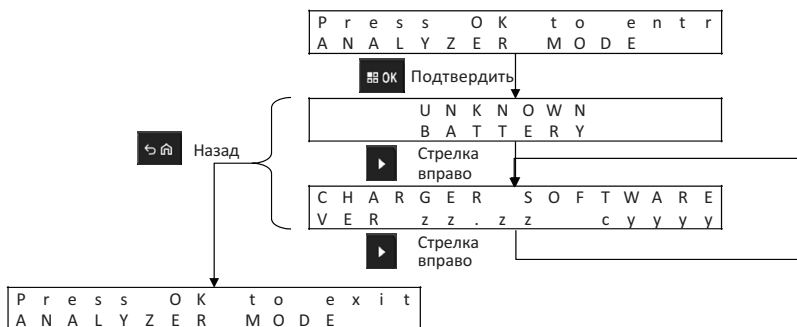 Press OK to entr
ANALYZER MODE
OK Подтвердить
UNKNOWN
BATTERY
Назад
Стрелка
вправо
CHARGER SOFTWARE
VER zz.zz cyyyy
Стрелка
вправо
Press OK to exit
ANALYZER MODE